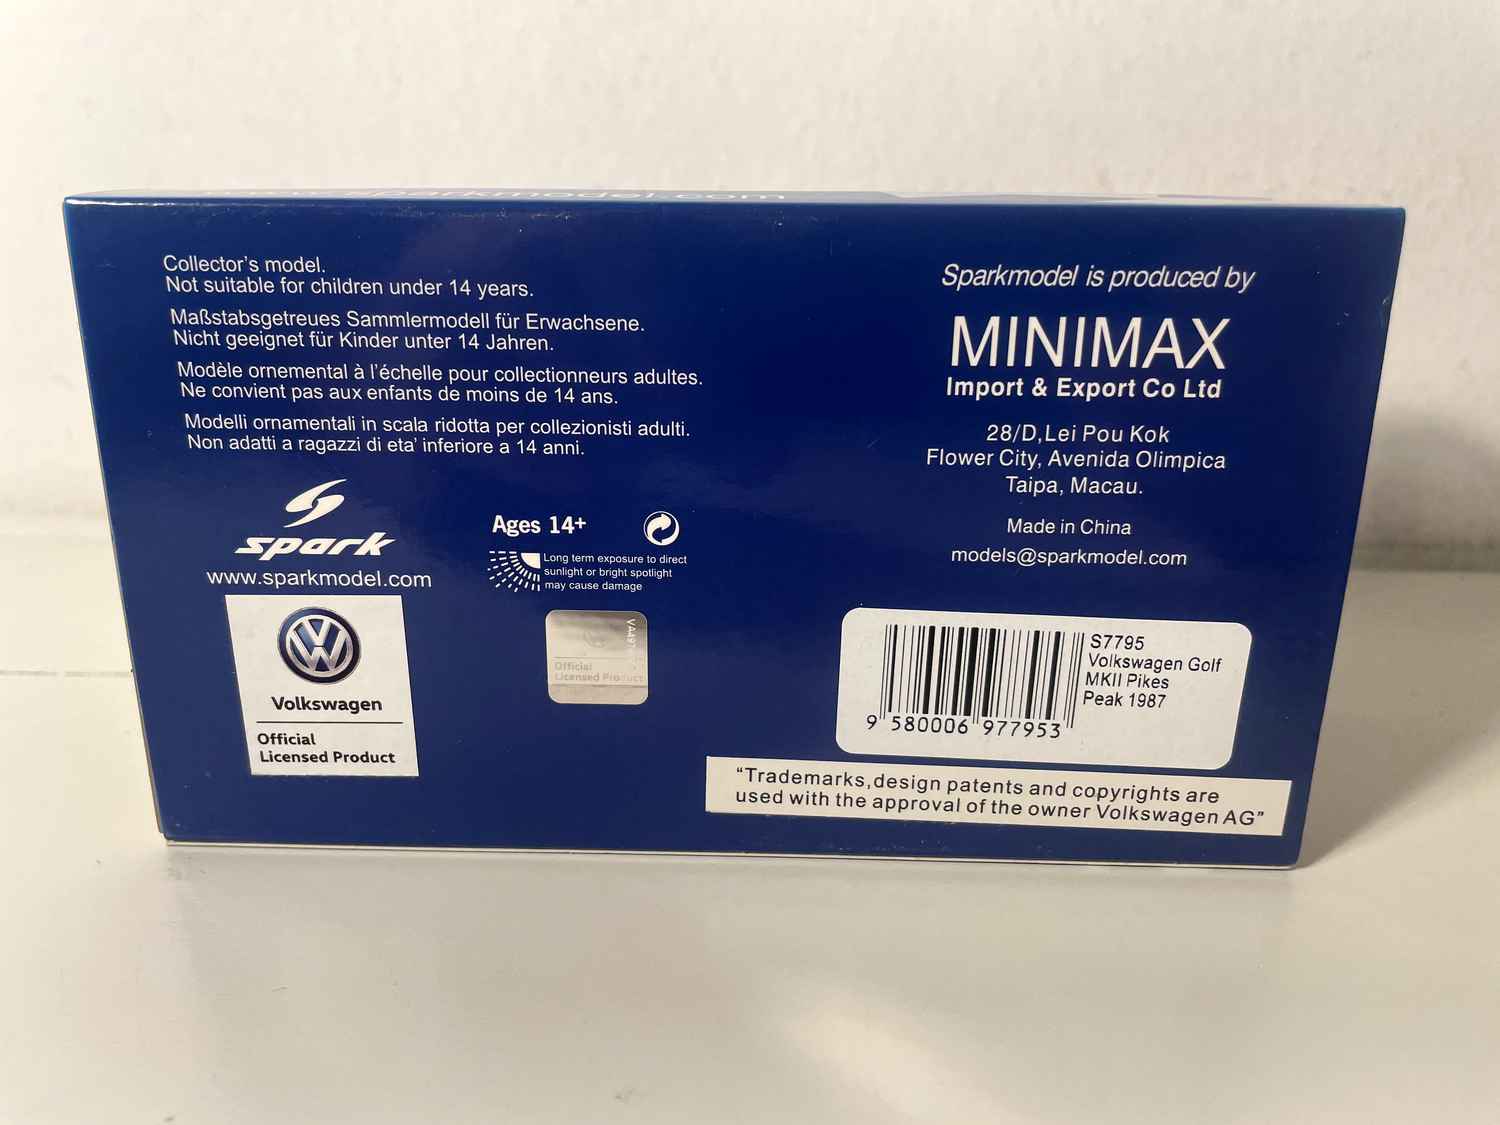 www.sparkmodel.com
Collector's model.
Not suitable for children under 14 years.
Maßstabsgetreues Sammlermodell für Erwachsene.
Nicht geeignet für Kinder unter 14 Jahren.
Modèle ornemental à l'échelle pour collectionneurs adultes.
Ne convient pas aux enfants de moins de 14 ans.
Modelli ornamentali in scala ridotta per collezionisti adulti.
Non adatti a ragazzi di eta' inferiore a 14 anni.
spark
www.sparkmodel.com
Ages 14+
Long term exposure to direct
sunlight or bright spotlight
may cause damage
Volkswagen
Official
Licensed Product
Official
Licensed Product
Sparkmodel is produced by
MINIMAX
Import & Export Co Ltd
28/D,Lei Pou Kok
Flower City, Avenida Olimpica
Taipa, Macau.
Made in China
models@sparkmodel.com
S7795
Volkswagen Golf
MKII Pikes
Peak 1987
9 580006 977953
"Trademarks,design patents and copyrights are
used with the approval of the owner Volkswagen AG"